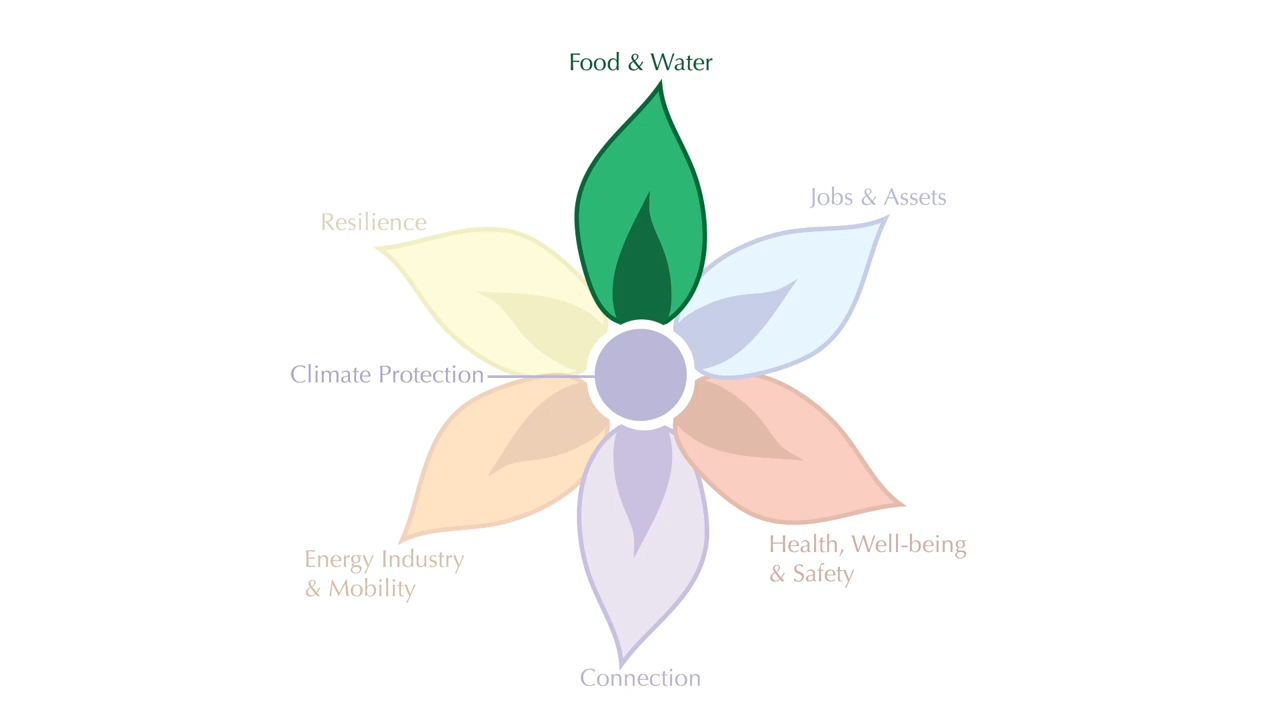 Food & Water
Jobs & Assets
Resilience
Climate Protection
Health, Well-being
& Safety
Energy Industry
& Mobility
Connection